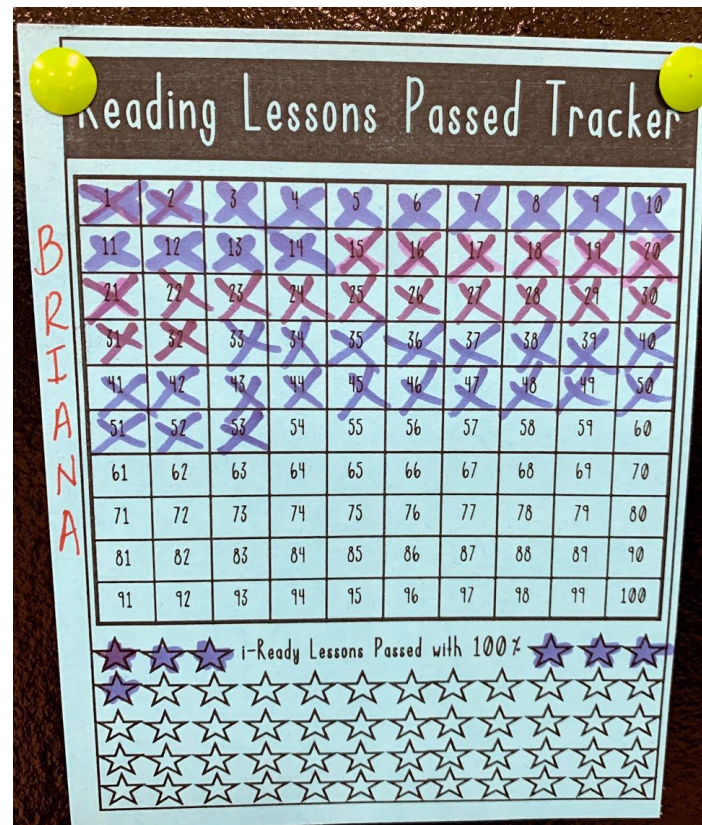 Reading Lessons Passed Tracker
BRIANA
1 2 3 4 5 6 7 8 9 10
11 12 13 14 15 16 17 18 19 20
21 22 23 24 25 26 27 28 29 30
31 32 33 34 35 36 37 38 39 40
41 42 43 44 45 46 47 48 49 50
51 52 53 54 55 56 57 58 59 60
61 62 63 64 65 66 67 68 69 70
71 72 73 74 75 76 77 78 79 80
81 82 83 84 85 86 87 88 89 90
91 92 93 94 95 96 97 98 99 100
i-Ready Lessons Passed with 100%